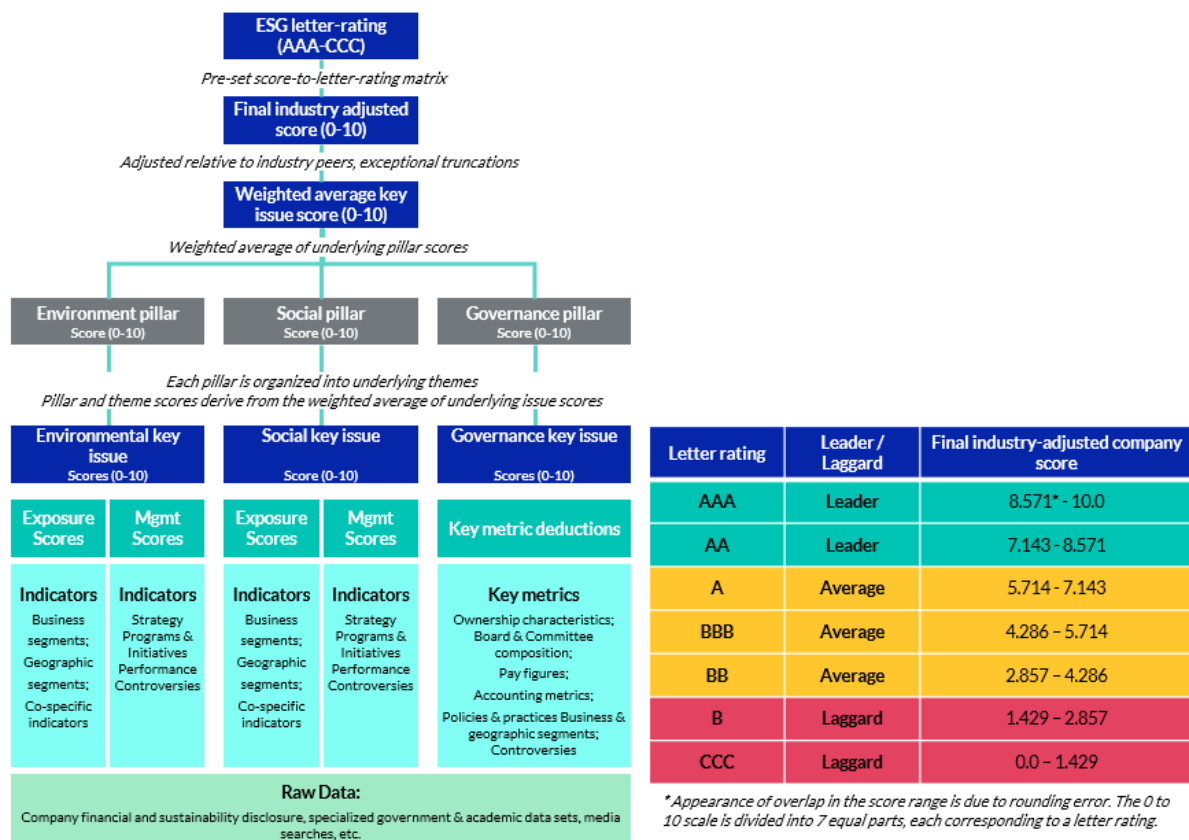 ESG letter-rating
(AAA-CCC)
Pre-set score-to-letter-rating matrix
Final industry adjusted
score (0-10)
Adjusted relative to industry peers, exceptional truncations
Weighted average key
issue score (0-10)
Weighted average of underlying pillar scores
Environment pillar
Score (0-10)
Social pillar
Score (0-10)
Governance pillar
Score (0-10)
Each pillar is organized into underlying themes
Pillar and theme scores derive from the weighted average of underlying issue scores
Environmental key
issue
Scores (0-10)
Social key issue
Score (0-10)
Governance key issue
Scores (0-10)
Exposure
Scores
Mgmt
Scores
Exposure
Scores
Mgmt
Scores
Key metric deductions
Indicators
Business
segments;
Geographic
segments;
Co-specific
indicators
Indicators
Strategy
Programs &
Initiatives
Performance
Controversies
Indicators
Business
segments;
Geographic
segments;
Co-specific
indicators
Indicators
Strategy
Programs &
Initiatives
Performance
Controversies
Key metrics
Ownership characteristics;
Board & Committee
composition;
Pay figures;
Accounting metrics;
Policies & practices Business &
geographic segments;
Controversies
Raw Data:
Company financial and sustainability disclosure, specialized government & academic data sets, media
searches, etc.
Letter rating Leader / Laggard Final industry-adjusted company score
AAA Leader 8.571* - 10.0
AA Leader 7.143 - 8.571
A Average 5.714 - 7.143
BBB Average 4.286 – 5.714
BB Average 2.857 – 4.286
B Laggard 1.429 – 2.857
CCC Laggard 0.0 – 1.429
* Appearance of overlap in the score range is due to rounding error. The 0 to
10 scale is divided into 7 equal parts, each corresponding to a letter rating.